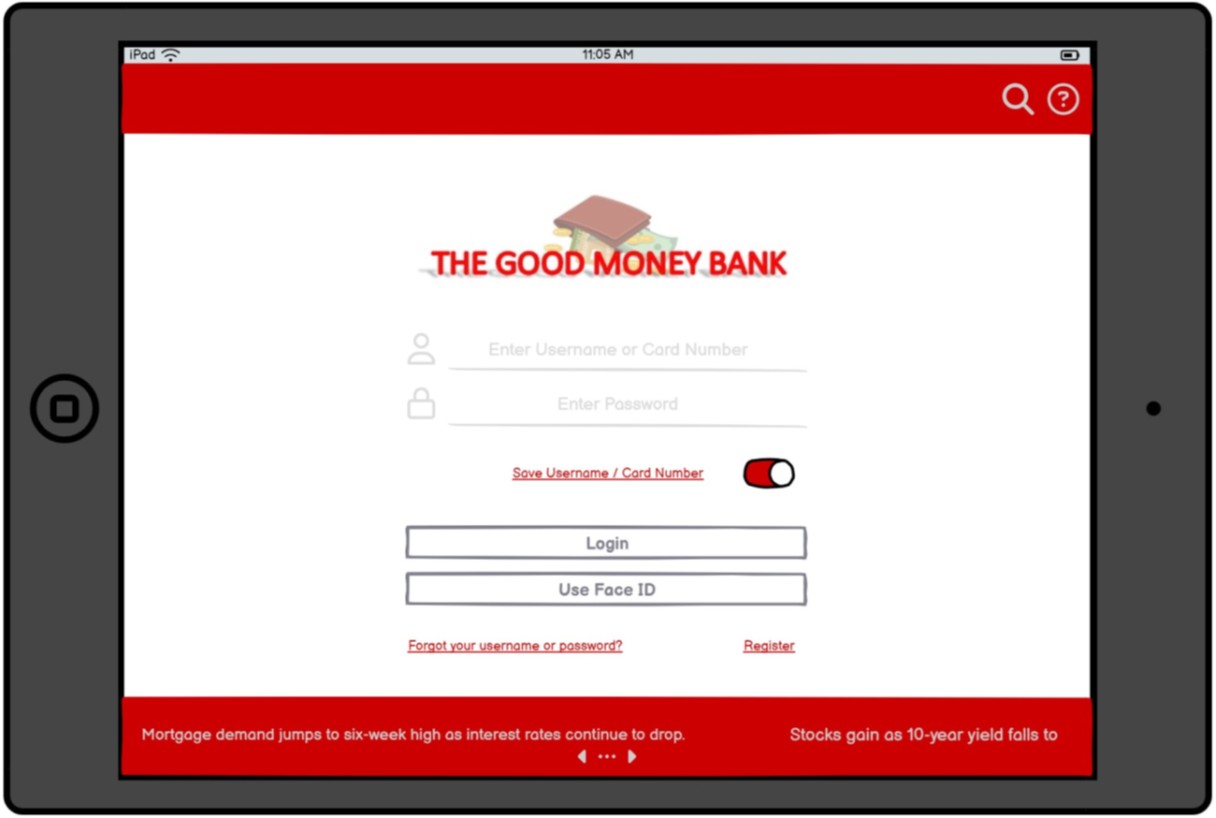 iPad 11:05 AM
?
THE GOOD MONEY BANK
Enter Username or Card Number
Enter Password
Save Username / Card Number
Login
Use Face ID
Forgot your username or password? Register
Mortgage demand jumps to six-week high as interest rates continue to drop. Stocks gain as 10-year yield falls to